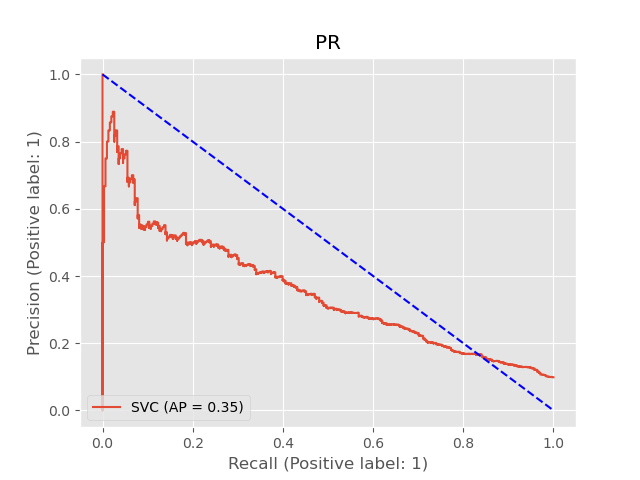 PR
Precision (Positive label: 1)
1.0
0.8
0.6
0.4
0.2
0.0
SVC (AP = 0.35)
0.0 0.2 0.4 0.6 0.8 1.0
Recall (Positive label: 1)